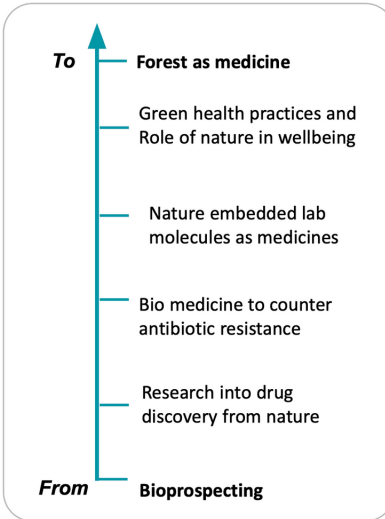 To
Forest as medicine
Green health practices and
Role of nature in wellbeing
Nature embedded lab
molecules as medicines
Bio medicine to counter
antibiotic resistance
Research into drug
discovery from nature
From
Bioprospecting